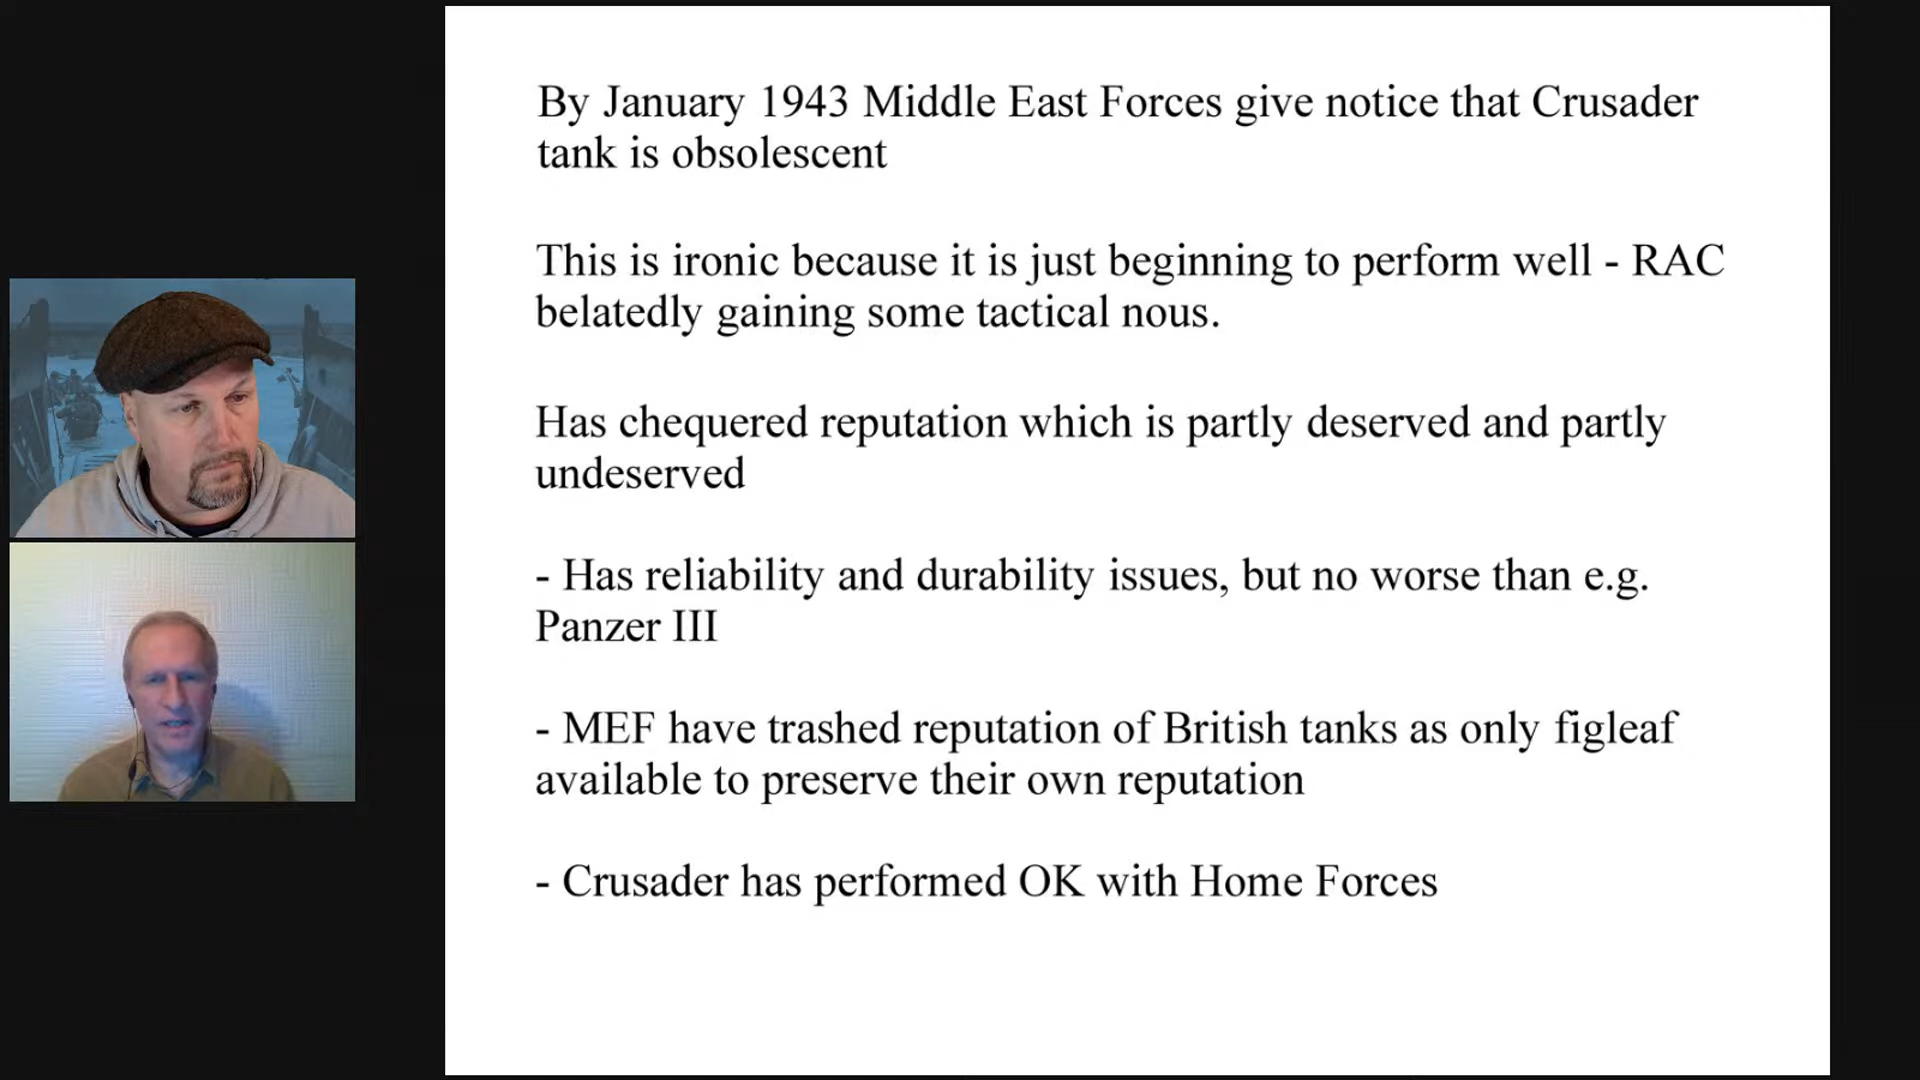 By January 1943 Middle East Forces give notice that Crusader
tank is obsolescent
This is ironic because it is just beginning to perform well - RAC
belatedly gaining some tactical nous.
Has chequered reputation which is partly deserved and partly
undeserved
- Has reliability and durability issues, but no worse than e.g.
Panzer III
- MEF have trashed reputation of British tanks as only figleaf
available to preserve their own reputation
- Crusader has performed OK with Home Forces